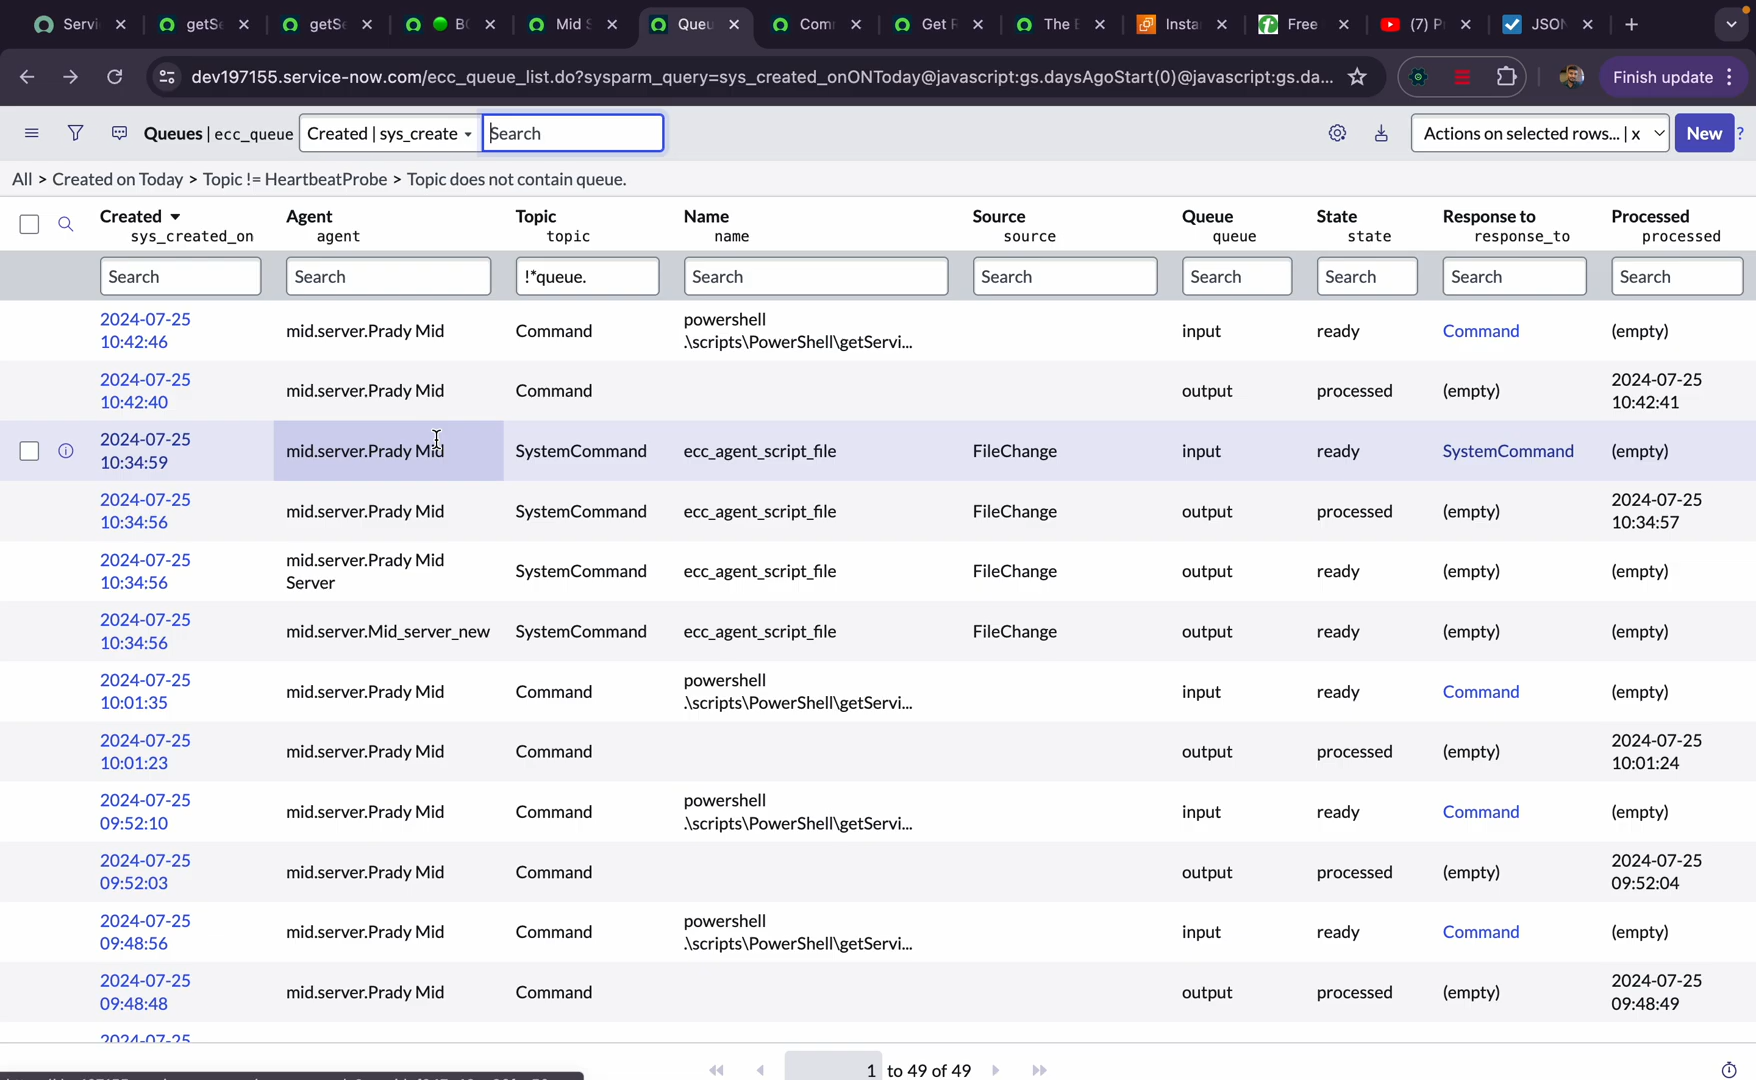 Servi
getSe
getSe
BC
Mid S
Queu
Com
Get R
The E
Insta
Free
(7) P
JSON
dev197155.service-now.com/ecc_queue_list.do?sysparm_query=sys_created_onONToday@javascript:gs.daysAgoStart(0)@javascript:gs.da...
Finish update
Queues | ecc_queue
Created | sys_create
Search
Actions on selected rows... | x
New
?
All > Created on Today > Topic != HeartbeatProbe > Topic does not contain queue.
Created Agent Topic Name Source Queue State Response to Processed
sys_created_on agent topic name source queue state response_to processed
Search Search !*queue. Search Search Search Search Search Search
2024-07-25 10:42:46 mid.server.Prady Mid Command powershell .\scripts\PowerShell\getServi... input ready Command (empty)
2024-07-25 10:42:40 mid.server.Prady Mid Command output processed (empty) 2024-07-25 10:42:41
2024-07-25 10:34:59 mid.server.Prady Mid SystemCommand ecc_agent_script_file FileChange input ready SystemCommand (empty)
2024-07-25 10:34:56 mid.server.Prady Mid SystemCommand ecc_agent_script_file FileChange output processed (empty) 2024-07-25 10:34:57
2024-07-25 10:34:56 mid.server.Prady Mid Server SystemCommand ecc_agent_script_file FileChange output ready (empty) (empty)
2024-07-25 10:34:56 mid.server.Mid_server_new SystemCommand ecc_agent_script_file FileChange output ready (empty) (empty)
2024-07-25 10:01:35 mid.server.Prady Mid Command powershell .\scripts\PowerShell\getServi... input ready Command (empty)
2024-07-25 10:01:23 mid.server.Prady Mid Command output processed (empty) 2024-07-25 10:01:24
2024-07-25 09:52:10 mid.server.Prady Mid Command powershell .\scripts\PowerShell\getServi... input ready Command (empty)
2024-07-25 09:52:03 mid.server.Prady Mid Command output processed (empty) 2024-07-25 09:52:04
2024-07-25 09:48:56 mid.server.Prady Mid Command powershell .\scripts\PowerShell\getServi... input ready Command (empty)
2024-07-25 09:48:48 mid.server.Prady Mid Command output processed (empty) 2024-07-25 09:48:49
1 to 49 of 49